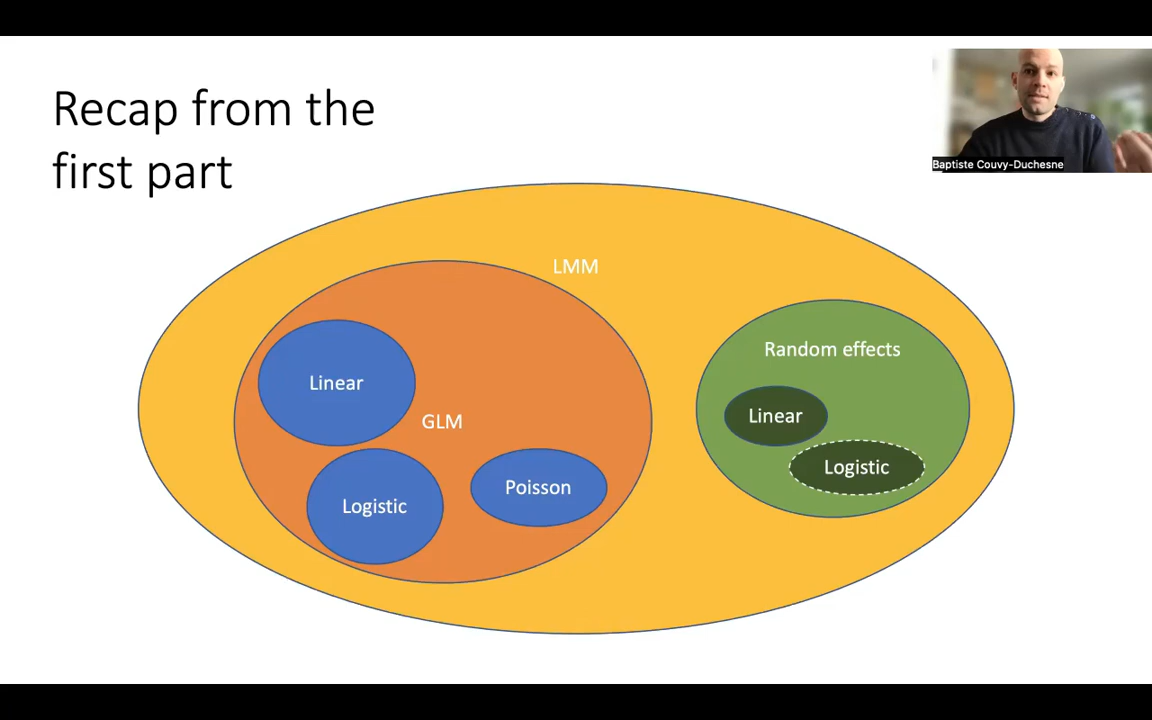 Recap from the
first part
Baptiste Couvy-Duchesne
LMM
Random effects
Linear
Linear
GLM
Logistic
Poisson
Logistic